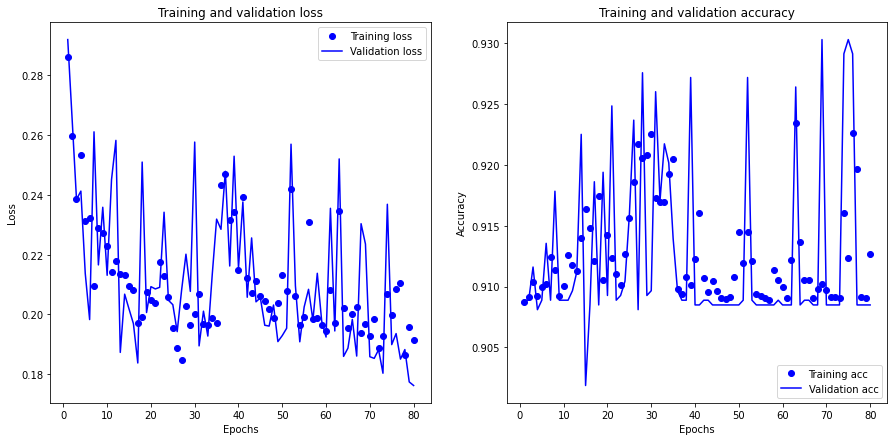 Training and validation loss
Training loss
Validation loss
0.28
0.26
0.24
0.22
0.20
0.18
Loss
0 10 20 30 40 50 60 70 80
Epochs
Training and validation accuracy
0.930
0.925
0.920
0.915
0.910
0.905
Accuracy
Training acc
Validation acc
0 10 20 30 40 50 60 70 80
Epochs